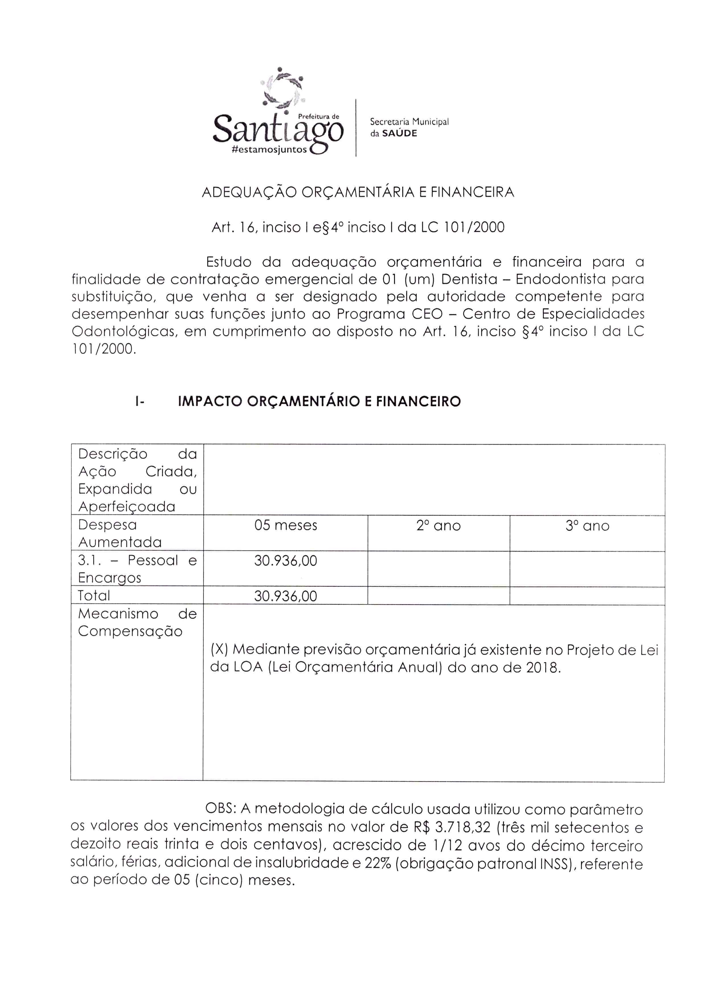 Prefeitura de
Santiago
#estamosjuntos
Secretaria Municipal
da SAÚDE
ADEQUAÇÃO ORÇAMENTÁRIA E FINANCEIRA
Art. 16, inciso I e§4º inciso I da LC 101/2000
Estudo da adequação orçamentária e financeira para a
finalidade de contratação emergencial de 01 (um) Dentista – Endodontista para
substituição, que venha a ser designado pela autoridade competente para
desempenhar suas funções junto ao Programa CEO – Centro de Especialidades
Odontológicas, em cumprimento ao disposto no Art. 16, inciso §4º inciso I da LC
101/2000.
I- IMPACTO ORÇAMENTÁRIO E FINANCEIRO
Descrição da
Ação Criada,
Expandida ou
Aperfeiçoada
Despesa 05 meses 2º ano 3º ano
Aumentada
3.1. – Pessoal e 30.936,00
Encargos
Total 30.936,00
Mecanismo de
Compensação
(X) Mediante previsão orçamentária já existente no Projeto de Lei
da LOA (Lei Orçamentária Anual) do ano de 2018.
OBS: A metodologia de cálculo usada utilizou como parâmetro
os valores dos vencimentos mensais no valor de R$ 3.718,32 (três mil setecentos e
dezoito reais trinta e dois centavos), acrescido de 1/12 avos do décimo terceiro
salário, férias, adicional de insalubridade e 22% (obrigação patronal INSS), referente
ao período de 05 (cinco) meses.